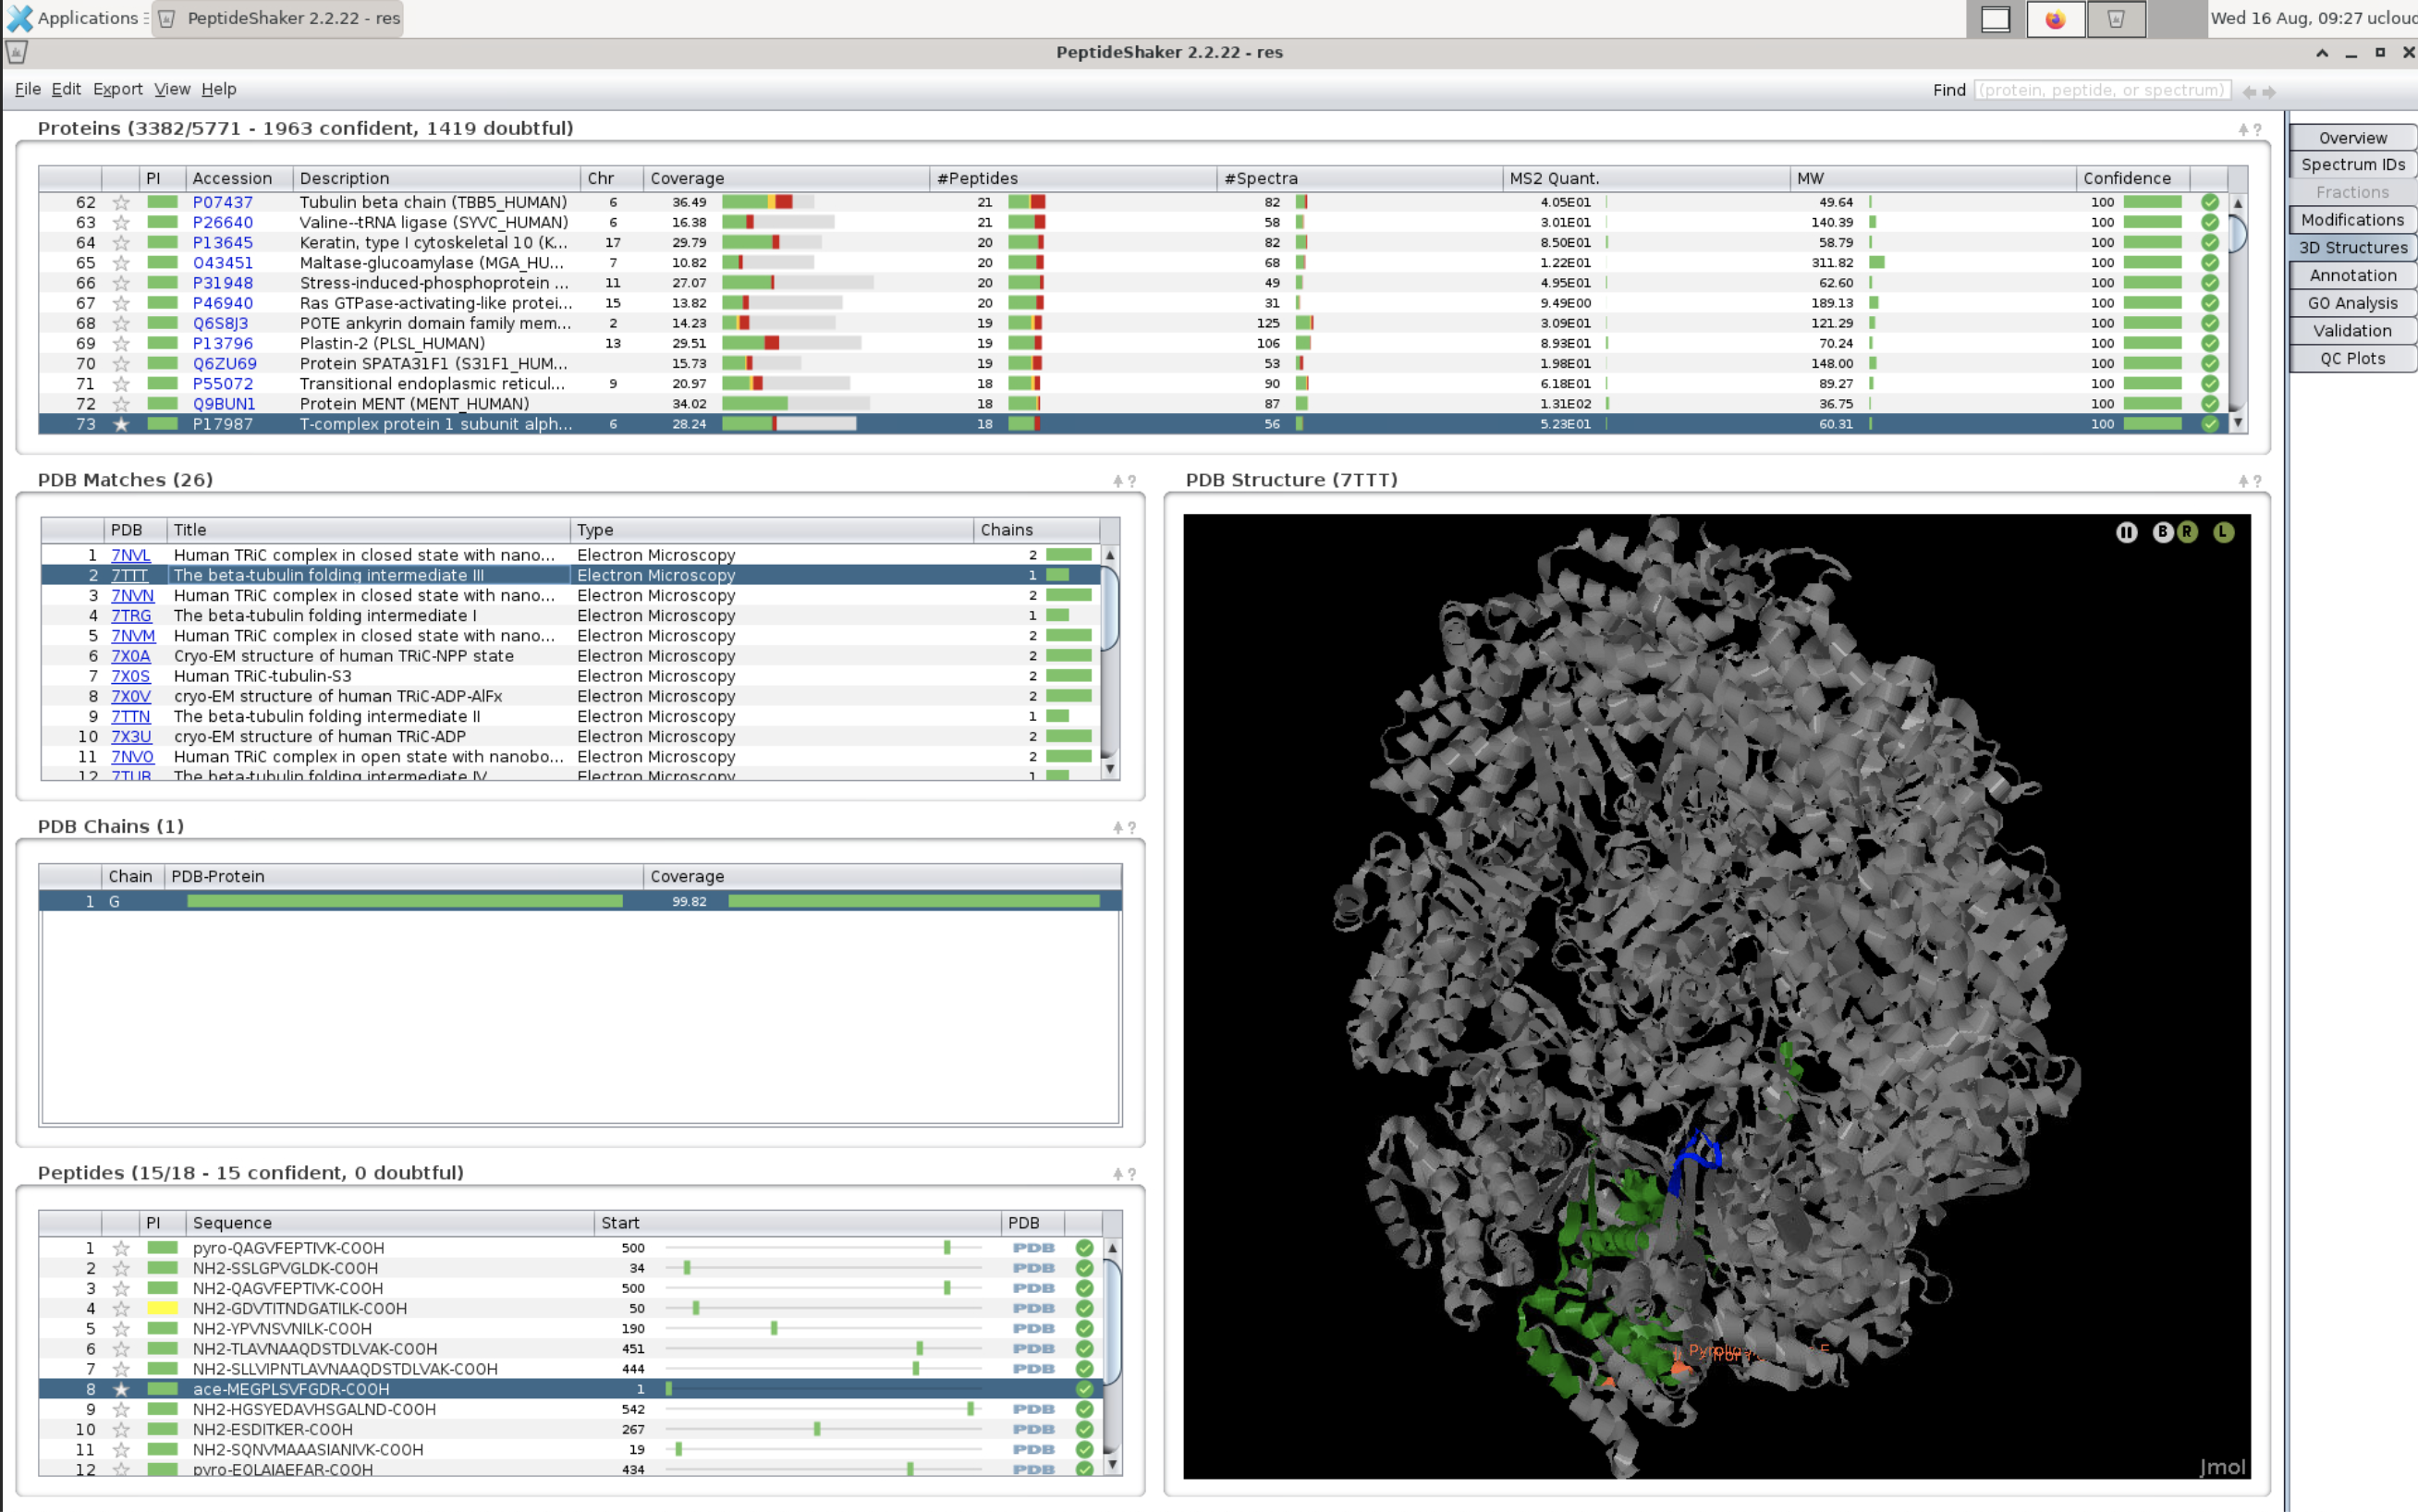 Applications PeptideShaker 2.2.22 - res Wed 16 Aug, 09:27 ucloud
PeptideShaker 2.2.22 - res
File Edit Export View Help Find (protein, peptide, or spectrum)
Proteins (3382/5771 - 1963 confident, 1419 doubtful)
PI Accession Description Chr Coverage #Peptides #Spectra MS2 Quant. MW Confidence
62 P07437 Tubulin beta chain (TBB5_HUMAN) 6 36.49 21 82 4.05E01 49.64 100
63 P26640 Valine--tRNA ligase (SYVC_HUMAN) 6 16.38 21 58 3.01E01 140.39 100
64 P13645 Keratin, type I cytoskeletal 10 (K... 17 29.79 20 82 8.50E01 58.79 100
65 O43451 Maltase-glucoamylase (MGA_HU... 7 10.82 20 68 1.22E01 311.82 100
66 P31948 Stress-induced-phosphoprotein ... 11 27.07 20 49 4.95E01 62.60 100
67 P46940 Ras GTPase-activating-like protei... 15 13.82 20 31 9.49E00 189.13 100
68 Q6S8J3 POTE ankyrin domain family mem... 2 14.23 19 125 3.09E01 121.29 100
69 P13796 Plastin-2 (PLSL_HUMAN) 13 29.51 19 106 8.93E01 70.24 100
70 Q6ZU69 Protein SPATA31F1 (S31F1_HUM... 15.73 19 53 1.98E01 148.00 100
71 P55072 Transitional endoplasmic reticul... 9 20.97 18 90 6.18E01 89.27 100
72 Q9BUN1 Protein MENT (MENT_HUMAN) 34.02 18 87 1.31E02 36.75 100
73 P17987 T-complex protein 1 subunit alph... 6 28.24 18 56 5.23E01 60.31 100
Overview
Spectrum IDs
Fractions
Modifications
3D Structures
Annotation
GO Analysis
Validation
QC Plots
PDB Matches (26)
PDB Title Type Chains
1 7NVL Human TRiC complex in closed state with nano... Electron Microscopy 2
2 7TTT The beta-tubulin folding intermediate III Electron Microscopy 1
3 7NVN Human TRiC complex in closed state with nano... Electron Microscopy 2
4 7TRG The beta-tubulin folding intermediate I Electron Microscopy 1
5 7NVM Human TRiC complex in closed state with nano... Electron Microscopy 2
6 7X0A Cryo-EM structure of human TRiC-NPP state Electron Microscopy 2
7 7X0S Human TRiC-tubulin-S3 Electron Microscopy 2
8 7X0V cryo-EM structure of human TRiC-ADP-AlFx Electron Microscopy 2
9 7TTN The beta-tubulin folding intermediate II Electron Microscopy 1
10 7X3U cryo-EM structure of human TRiC-ADP Electron Microscopy 2
11 7NVO Human TRiC complex in open state with nanobo... Electron Microscopy 2
12 7TUB The beta-tubulin folding intermediate IV Electron Microscopy 1
PDB Chains (1)
Chain PDB-Protein Coverage
1 G 99.82
Peptides (15/18 - 15 confident, 0 doubtful)
PI Sequence Start PDB
1 pyro-QAGVFEPTIVK-COOH 500 PDB
2 NH2-SSLGPVGLDK-COOH 34 PDB
3 NH2-QAGVFEPTIVK-COOH 500 PDB
4 NH2-GDVTITNDGATILK-COOH 50 PDB
5 NH2-YPVNSVNILK-COOH 190 PDB
6 NH2-TLAVNAAQDSTDLVAK-COOH 451 PDB
7 NH2-SLLVIPNTLAVNAAQDSTDLVAK-COOH 444 PDB
8 ace-MEGPLSVFGDR-COOH 1
9 NH2-HGSYEDAVHSGALND-COOH 542 PDB
10 NH2-ESDITKER-COOH 267 PDB
11 NH2-SQNVMAAASIANIVK-COOH 19 PDB
12 pyro-EQLAIAEFAR-COOH 434 PDB
PDB Structure (7TTT)
B R L
Jmol